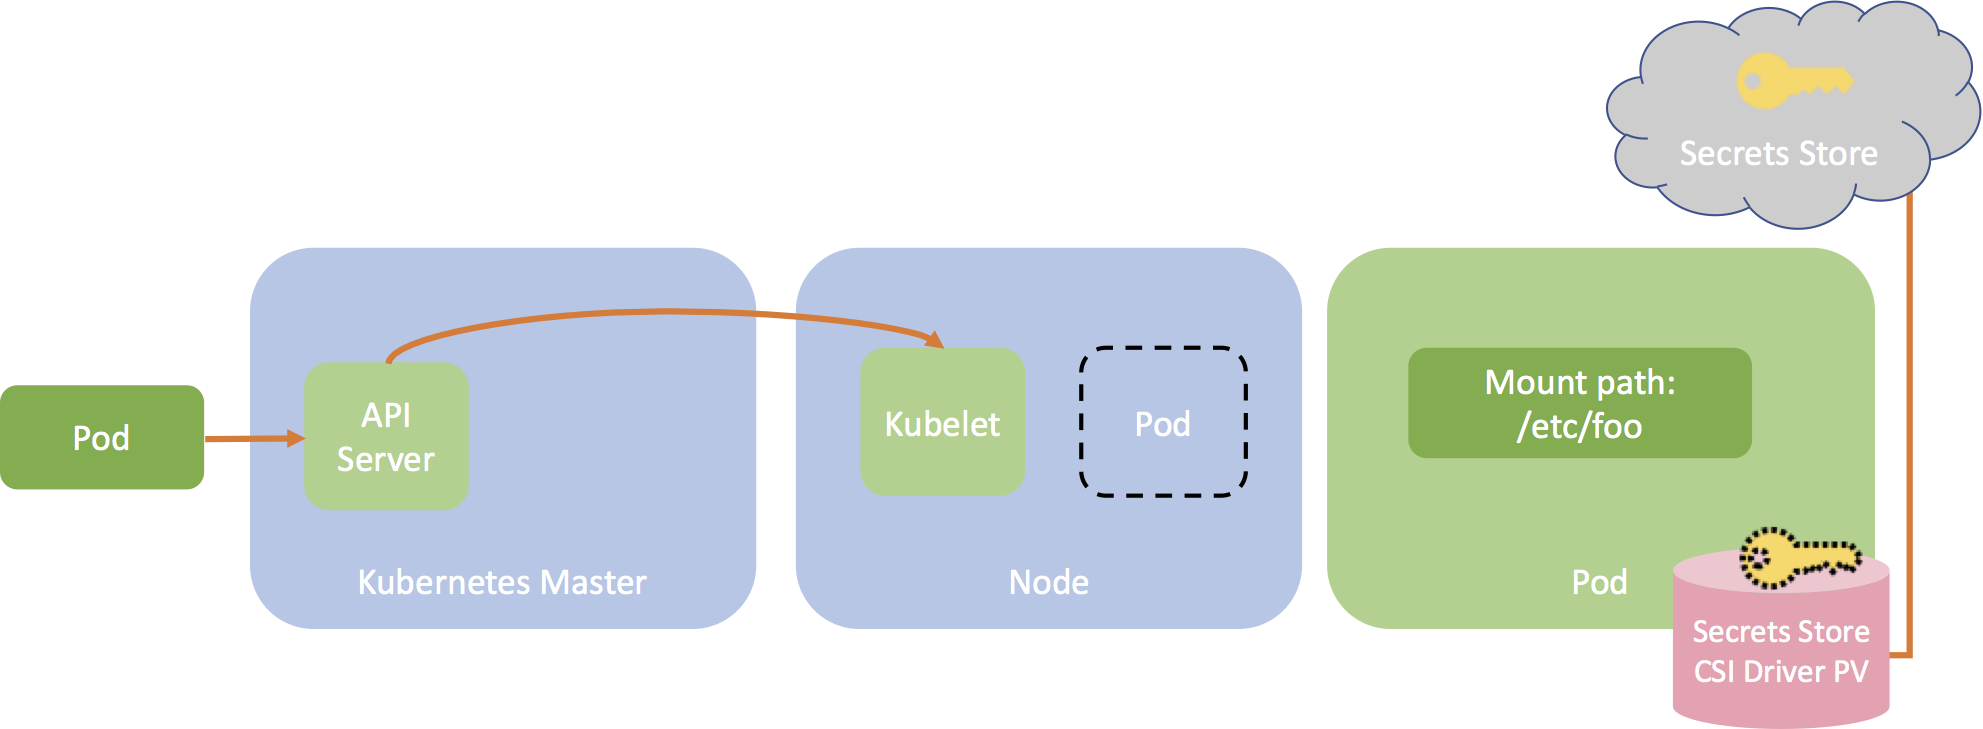 Secrets Store
Pod
API
Server
Kubernetes Master
Kubelet
Pod
Node
Mount path:
/etc/foo
Pod
Secrets Store
CSI Driver PV